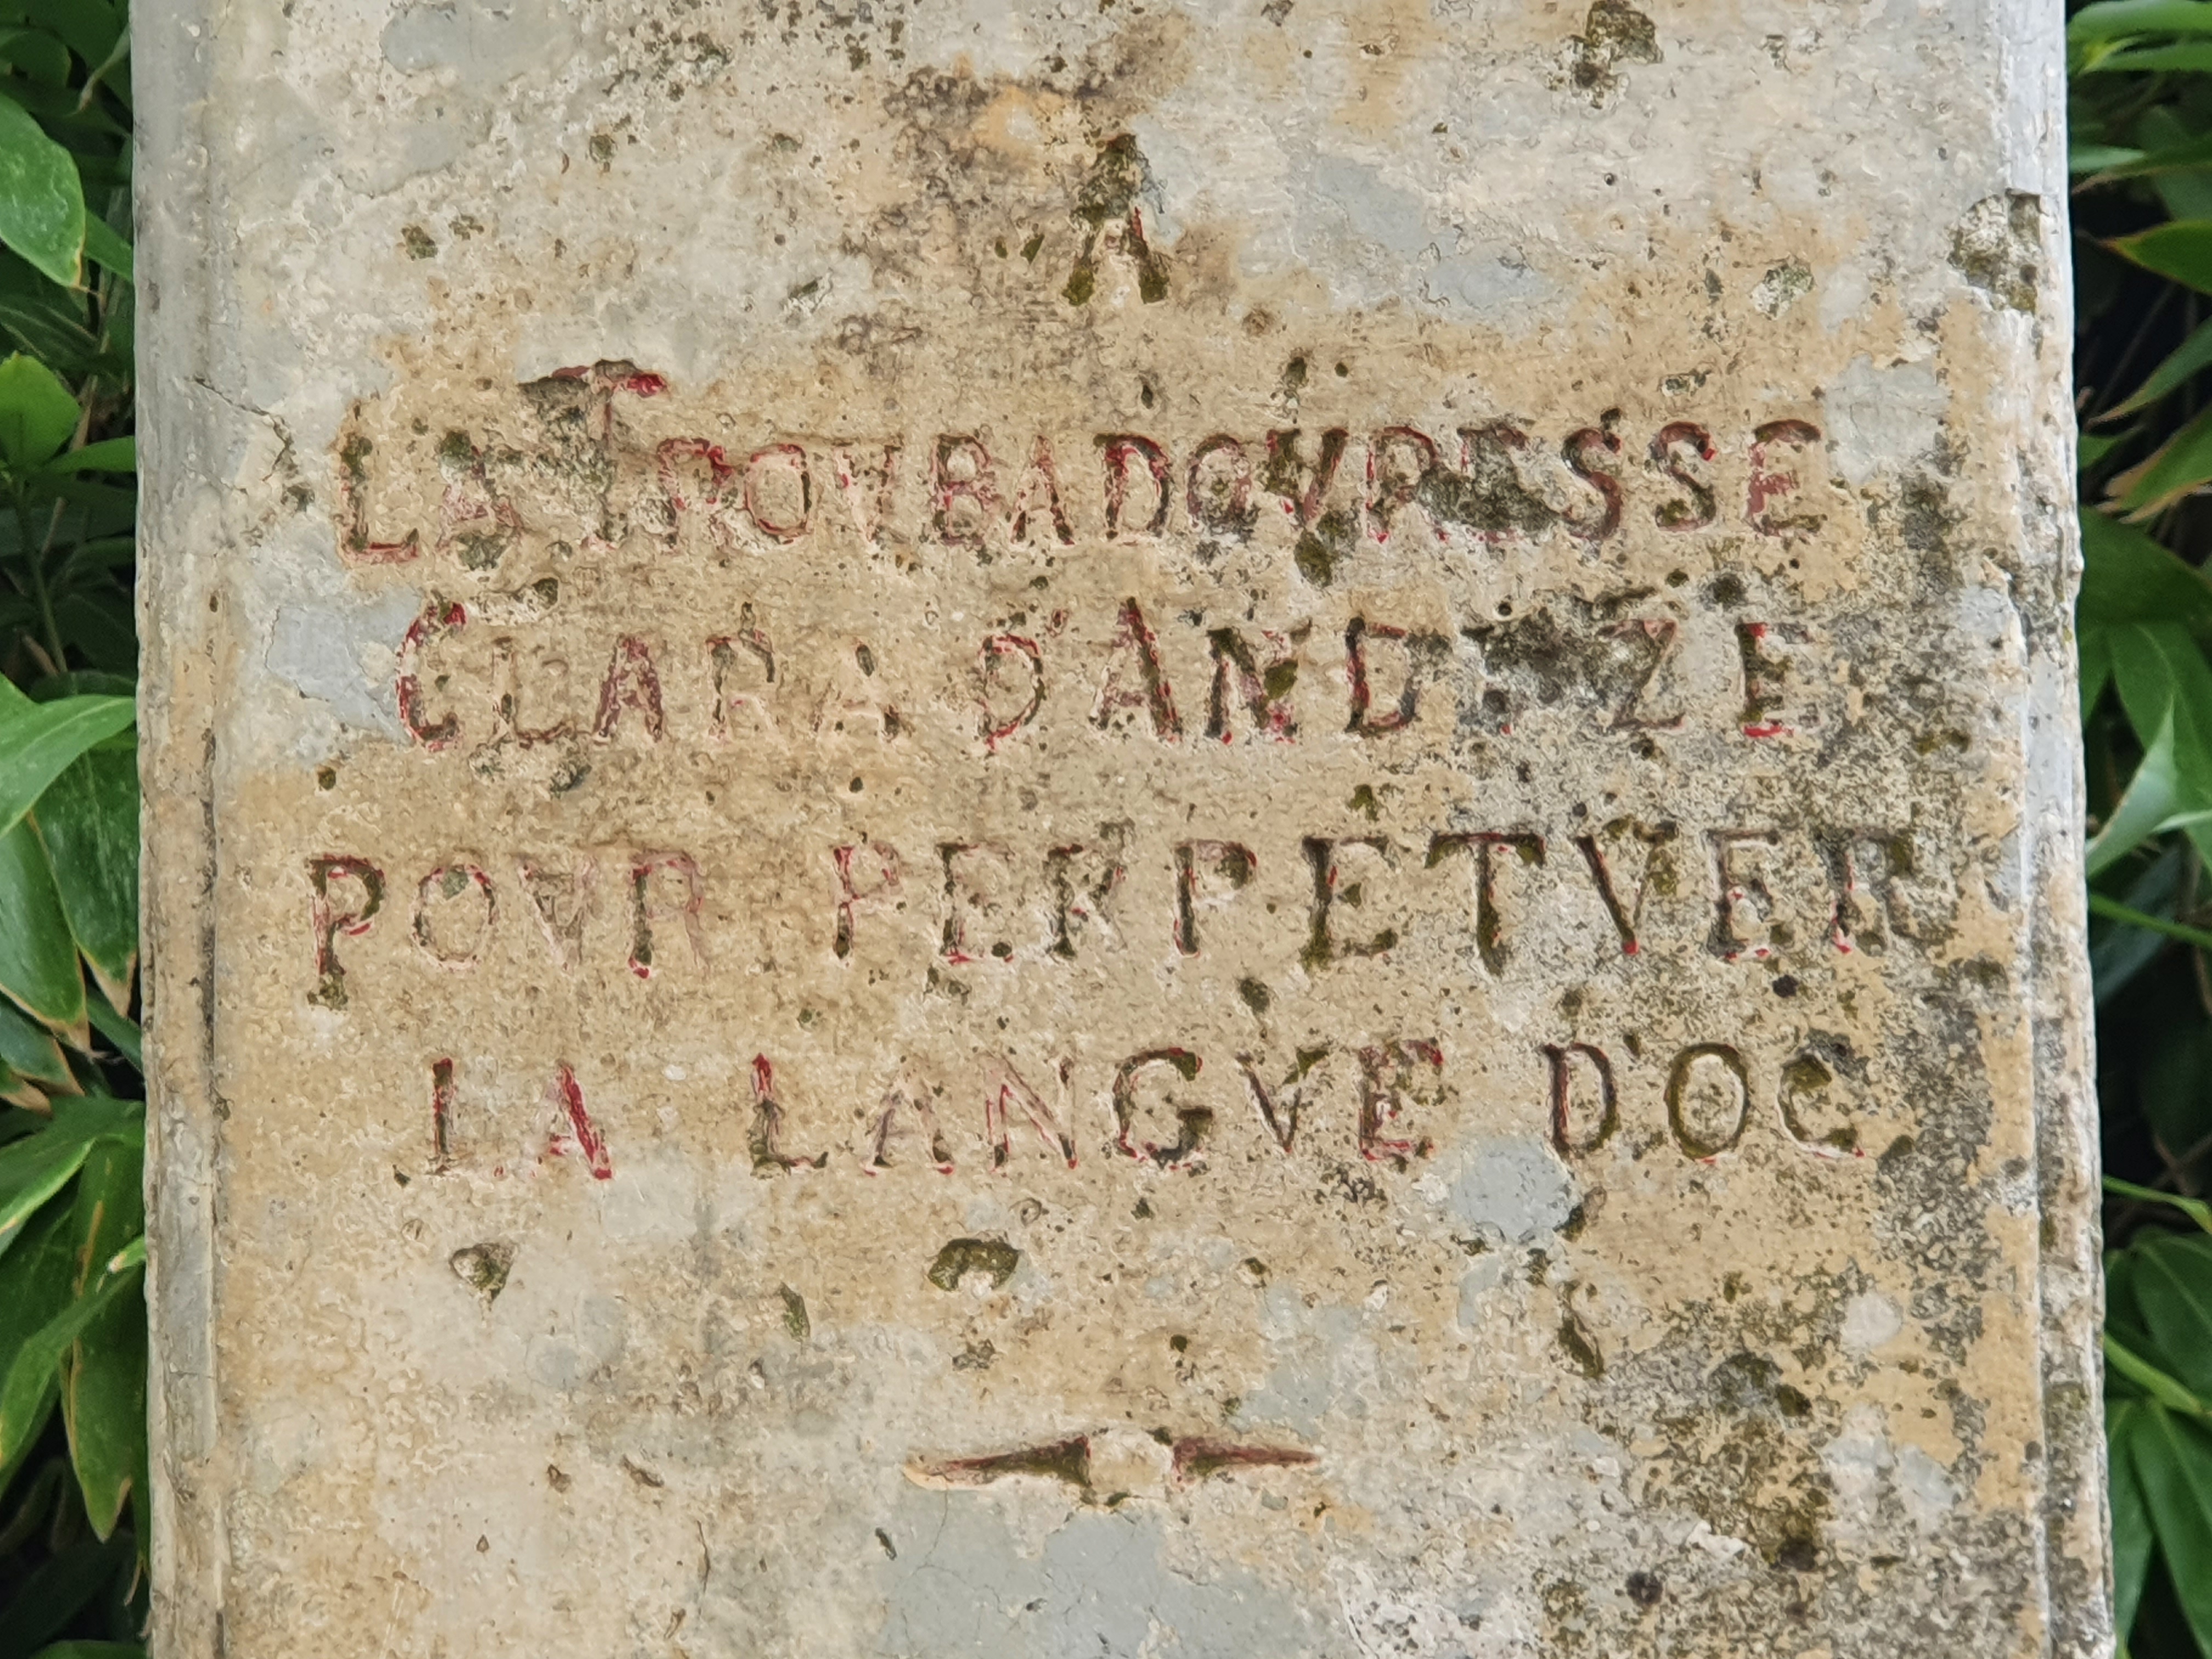 A
LA TROVBADOVRESSE
CLARA D'ANDVZE
POVR PERPETVER
LA LANGVE D'OC